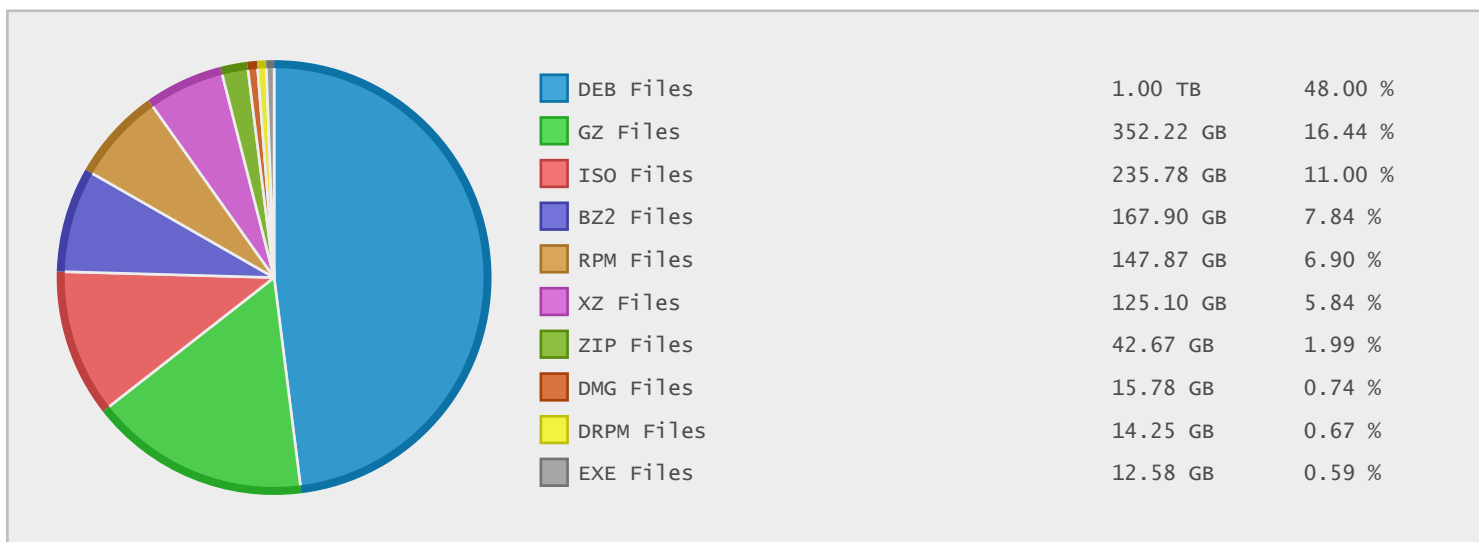 DEB Files 1.00 TB 48.00 %
GZ Files 352.22 GB 16.44 %
ISO Files 235.78 GB 11.00 %
BZ2 Files 167.90 GB 7.84 %
RPM Files 147.87 GB 6.90 %
XZ Files 125.10 GB 5.84 %
ZIP Files 42.67 GB 1.99 %
DMG Files 15.78 GB 0.74 %
DRPM Files 14.25 GB 0.67 %
EXE Files 12.58 GB 0.59 %